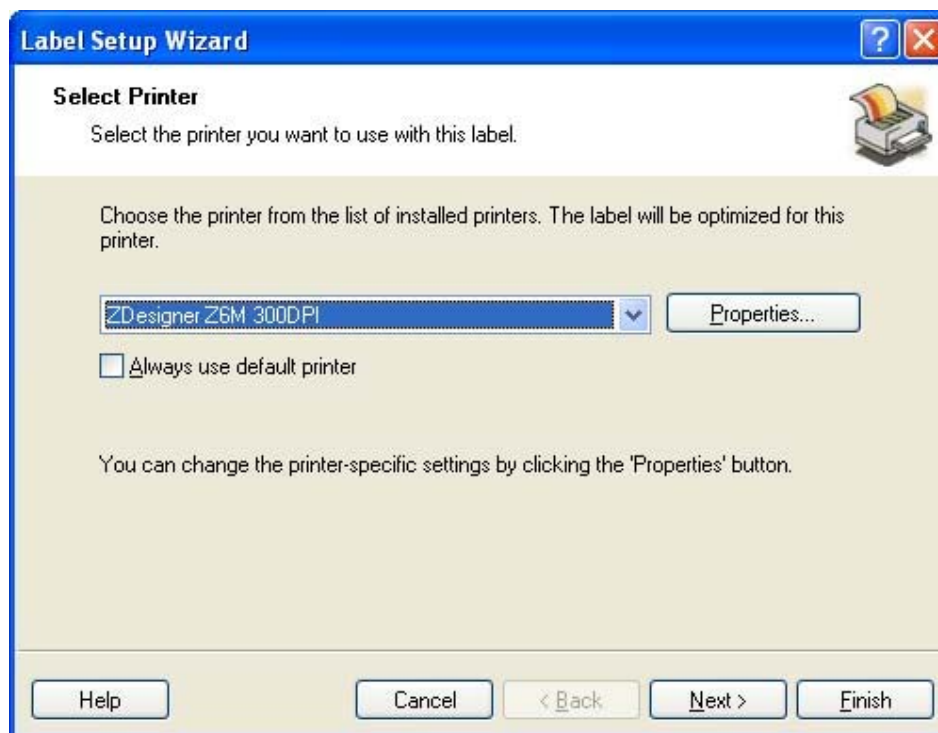 Label Setup Wizard
?
Select Printer
Select the printer you want to use with this label.
Choose the printer from the list of installed printers. The label will be optimized for this
printer.
ZDesigner Z6M 300DPI
Properties...
Always use default printer
You can change the printer-specific settings by clicking the 'Properties' button.
Help
Cancel
< Back
Next >
Finish